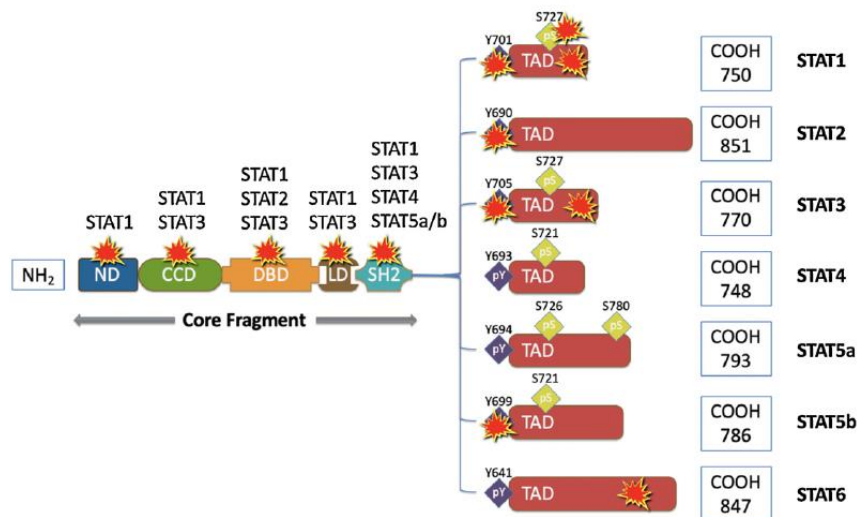 S727
Y701
pS
TAD
COOH
750
STAT1
Y690
TAD
COOH
851
STAT2
S727
Y705
pS
TAD
COOH
770
STAT3
S721
Y693
pS
pY
TAD
COOH
748
STAT4
S726
S780
Y694
pS
pS
pY
TAD
COOH
793
STAT5a
S721
Y699
pS
TAD
COOH
786
STAT5b
Y641
pY
TAD
COOH
847
STAT6
STAT1
STAT1
STAT3
STAT1
STAT2
STAT3
STAT1
STAT3
STAT1
STAT3
STAT4
STAT5a/b
NH2
ND
CCD
DBD
LD
SH2
Core Fragment